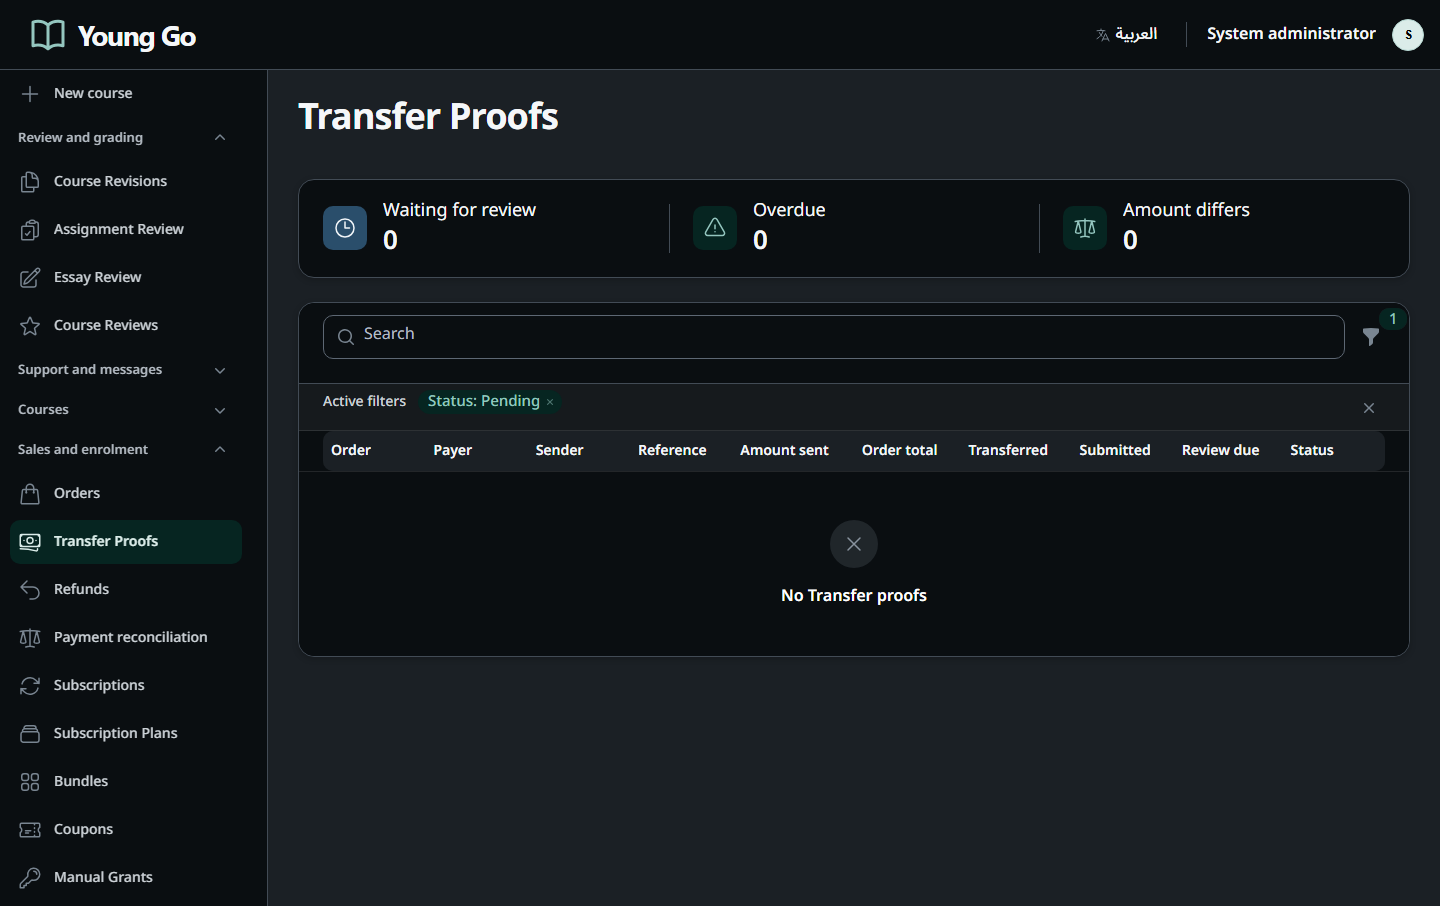 Young Go
العربية
System administrator
S
New course
Review and grading
Course Revisions
Assignment Review
Essay Review
Course Reviews
Support and messages
Courses
Sales and enrolment
Orders
Transfer Proofs
Refunds
Payment reconciliation
Subscriptions
Subscription Plans
Bundles
Coupons
Manual Grants
Transfer Proofs
Waiting for review
0
Overdue
0
Amount differs
0
Search
1
Active filters Status: Pending ×
Order Payer Sender Reference Amount sent Order total Transferred Submitted Review due Status
No Transfer proofs